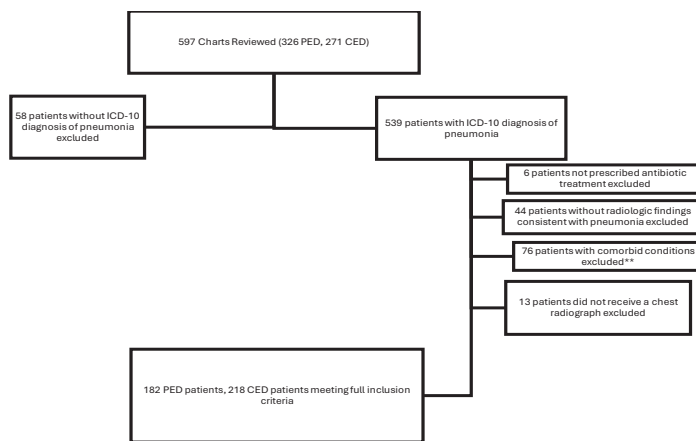 597 Charts Reviewed (326 PED, 271 CED)
58 patients without ICD-10
diagnosis of pneumonia
excluded
539 patients with ICD-10 diagnosis of
pneumonia
6 patients not prescribed antibiotic
treatment excluded
44 patients without radiologic findings
consistent with pneumonia excluded
76 patients with comorbid conditions
excluded**
13 patients did not receive a chest
radiograph excluded
182 PED patients, 218 CED patients meeting full inclusion
criteria